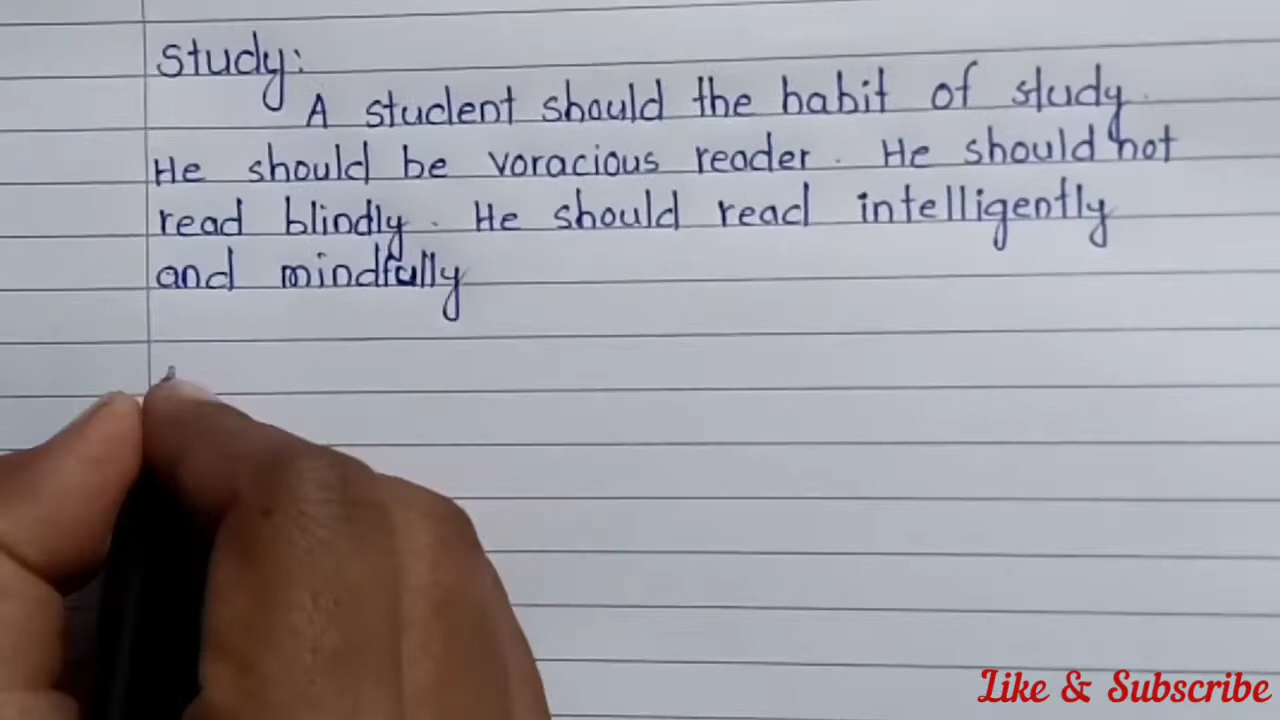 Study:
A student should the habit of study.
He should be voracious reader. He should not
read blindly. He should read intelligently
and mindfully
Like & Subscribe